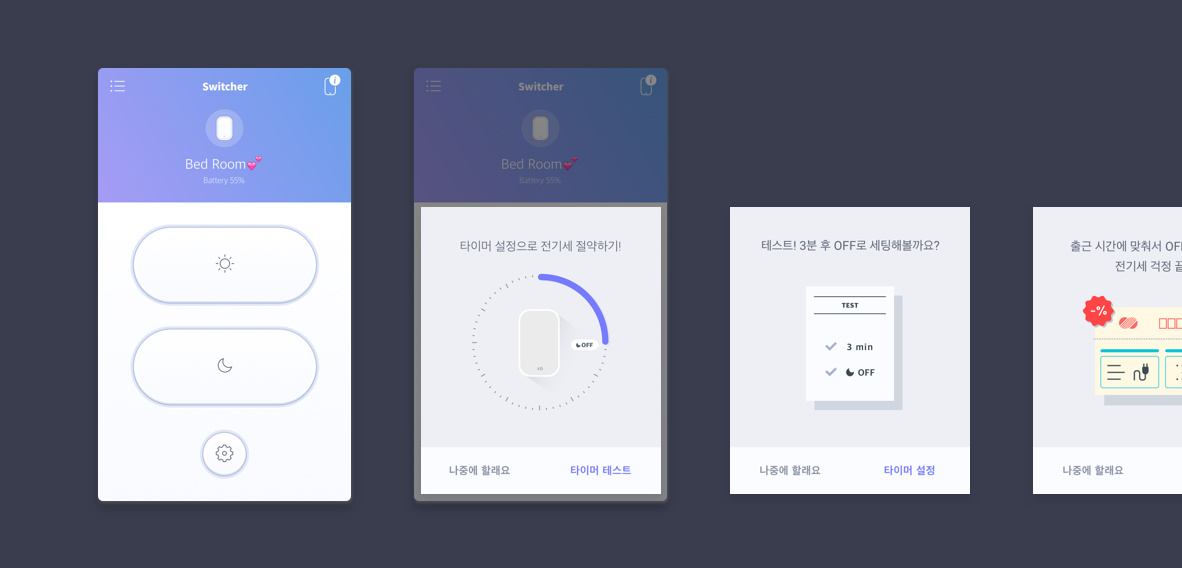 Switcher
Bed Room💕
Battery 55%
Switcher
Bed Room💕
Battery 55%
타이머 설정으로 전기세 절약하기!
OFF
나중에 할래요
타이머 테스트
테스트! 3분 후 OFF로 세팅해볼까요?
TEST
3 min
OFF
나중에 할래요
타이머 설정
출근 시간에 맞춰서
전기세 걱정
-%
나중에 할래요